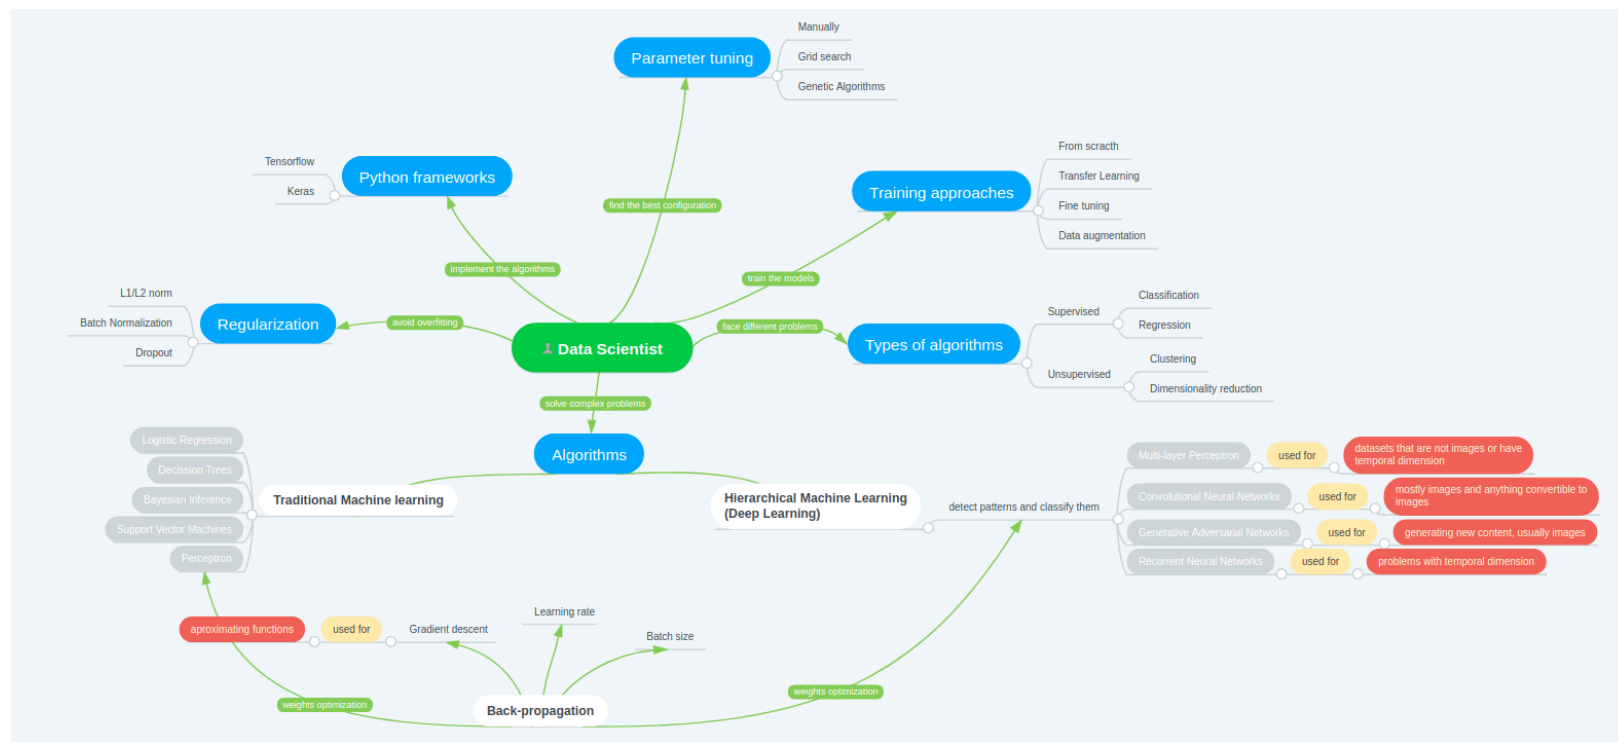 Manually
Parameter tuning
Grid search
Genetic Algorithms
Tensorflow
Python frameworks
Keras
From scracth
Training approaches
Transfer Learning
Fine tuning
Data augmentation
find the best configuration
implement the algorithms
train the models
L1/L2 norm
Regularization
Batch Normalization
Dropout
avoid overfitting
face different problems
Data Scientist
Types of algorithms
Supervised
Classification
Regression
Unsupervised
Clustering
Dimensionality reduction
solve complex problems
Algorithms
Logistic Regression
Decission Trees
Bayesian Inference
Support Vector Machines
Perceptron
Traditional Machine learning
Hierarchical Machine Learning
(Deep Learning)
detect patterns and classify them
Multi-layer Perceptron
used for
datasets that are not images or have
temporal dimension
Convolutional Neural Networks
used for
mostly images and anything convertible to
images
Generative Adversarial Networks
used for
generating new content, usually images
Recurrent Neural Networks
used for
problems with temporal dimension
aproximating functions
used for
Gradient descent
Learning rate
Batch size
weights optimization
Back-propagation
weights optimization